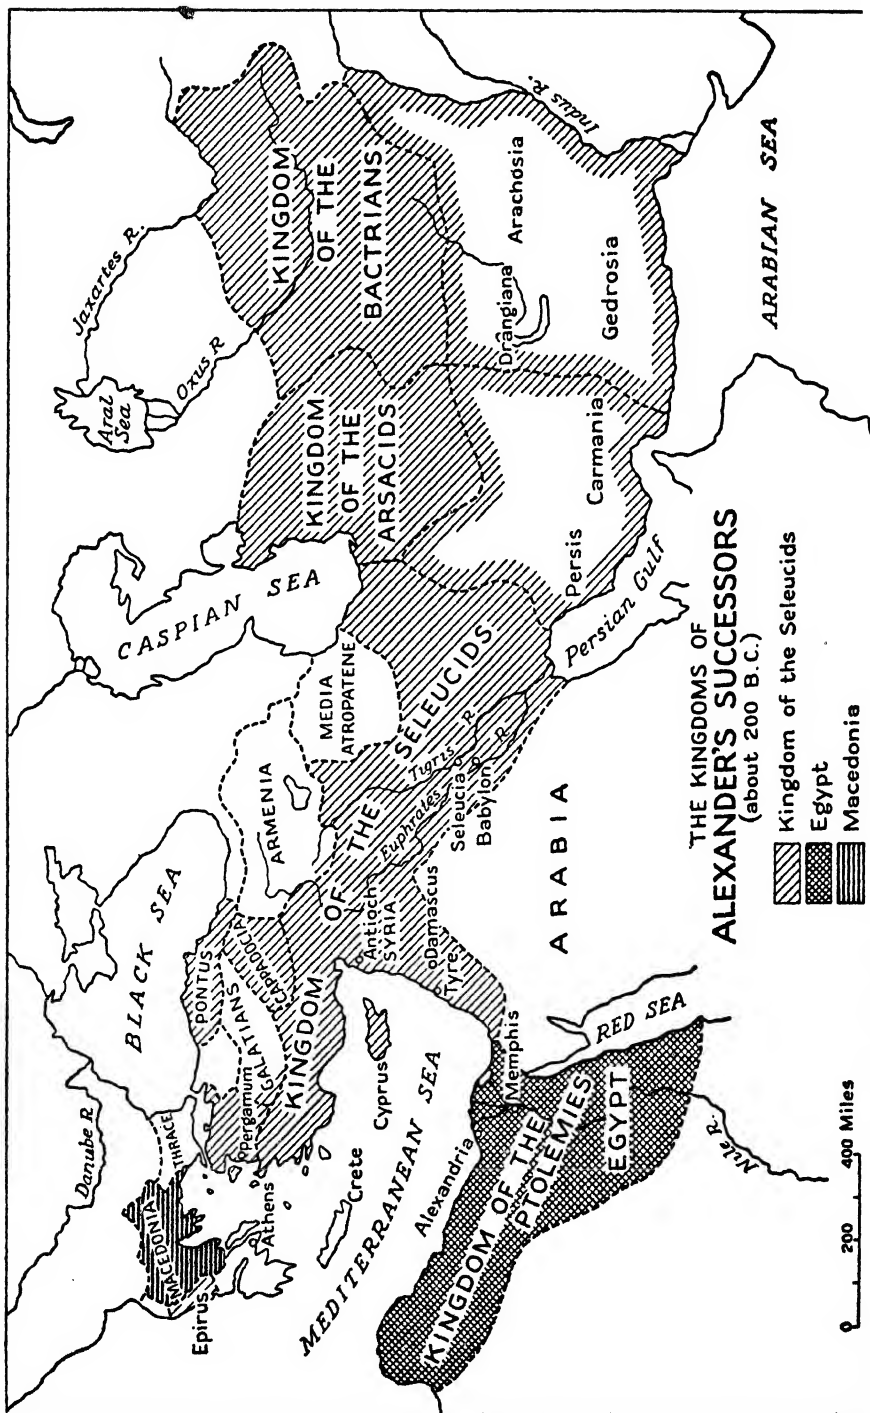 THE KINGDOMS OF
ALEXANDER'S SUCCESSORS
(about 200 B.C.)
Kingdom of the Seleucids
Egypt
Macedonia
0 200 400 Miles
Danube R
BLACK SEA
CASPIAN SEA
Aral
Sea
Jaxartes R.
Oxus R
MACEDONIA
THRACE
Epirus
Athens
Crete
Cyprus
MEDITERRANEAN SEA
Pergamum
GALATIANS
PONTUS
CAPPADOCIA
ARMENIA
MEDIA
ATROPATENE
KINGDOM
OF THE
SELEUCIDS
Antioch
SYRIA
Damascus
Tyre
Euphrates R
Tigris R
Seleucia
Babylon
KINGDOM
OF THE
ARSACIDS
KINGDOM
OF THE
BACTRIANS
Drangiana
Arachosia
Gedrosia
Carmania
Persis
Persian Gulf
Indus R.
ARABIAN SEA
ARABIA
RED SEA
Alexandria
Memphis
KINGDOM OF THE
PTOLEMIES
EGYPT
Nile R.